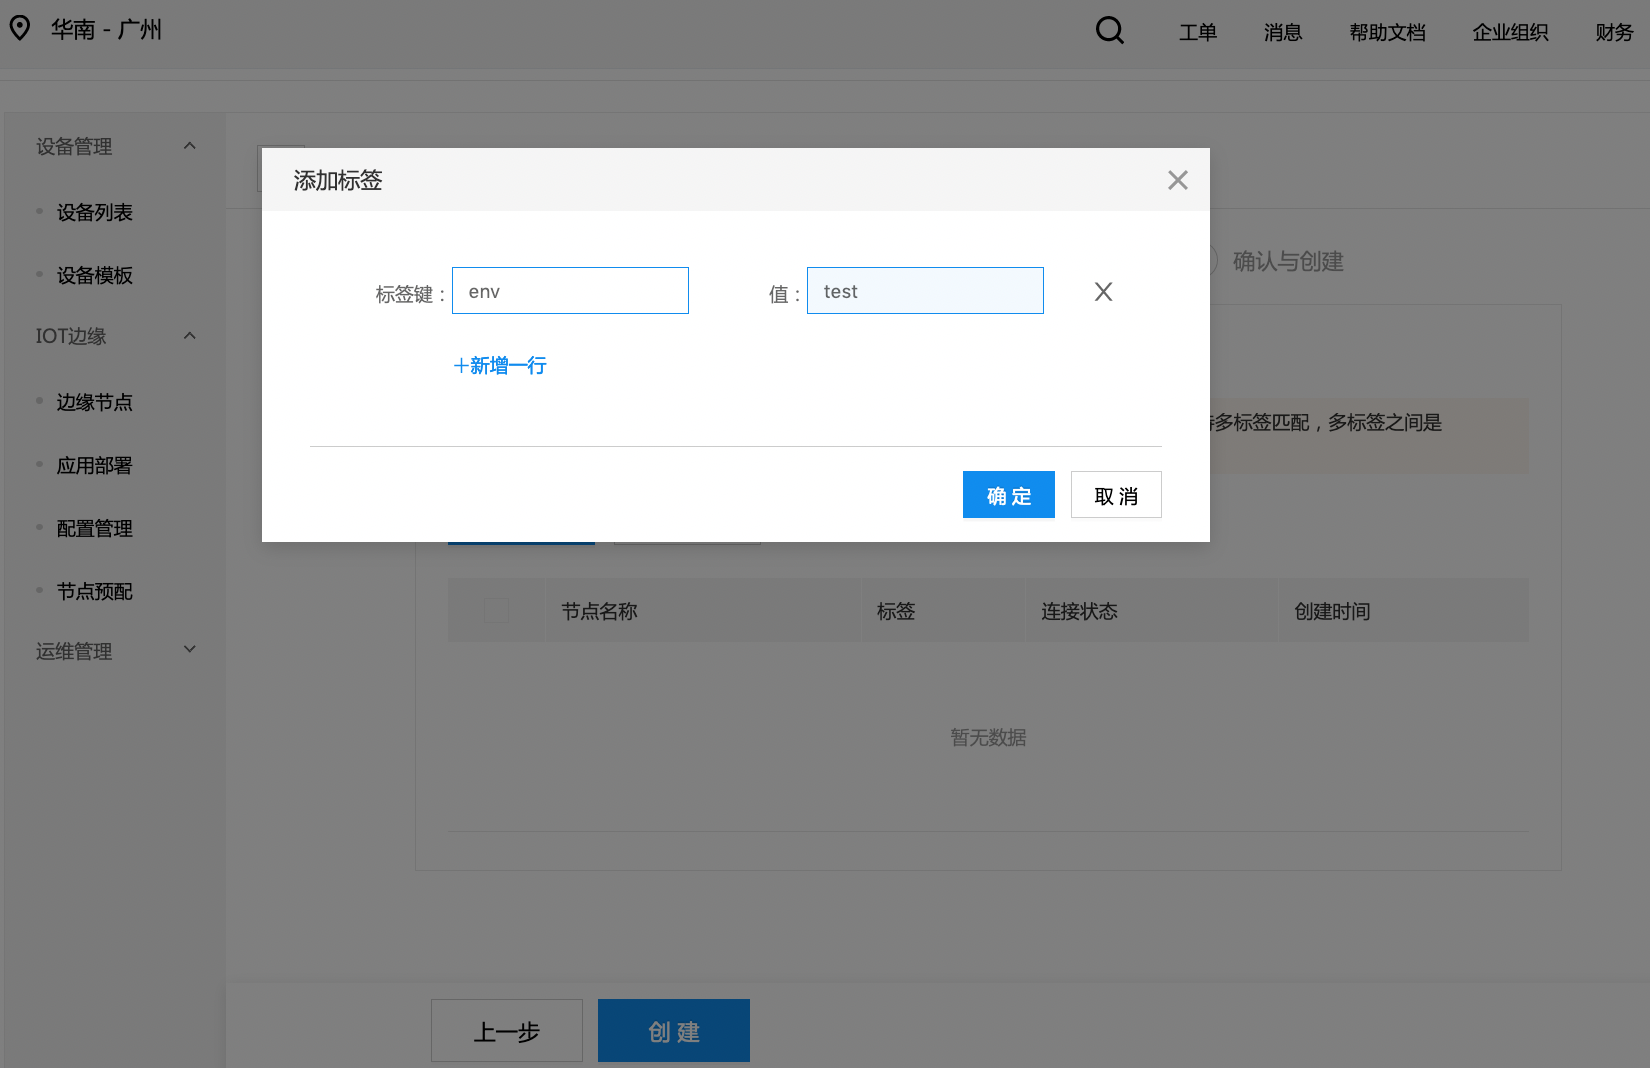 华南 - 广州
工单 消息 帮助文档 企业组织 财务
设备管理
设备列表
设备模板
IOT边缘
边缘节点
应用部署
配置管理
节点预配
运维管理
添加标签
标签键： env 值： test X
+新增一行
确 定 取 消
确认与创建
多标签匹配，多标签之间是
节点名称 标签 连接状态 创建时间
暂无数据
上一步 创 建